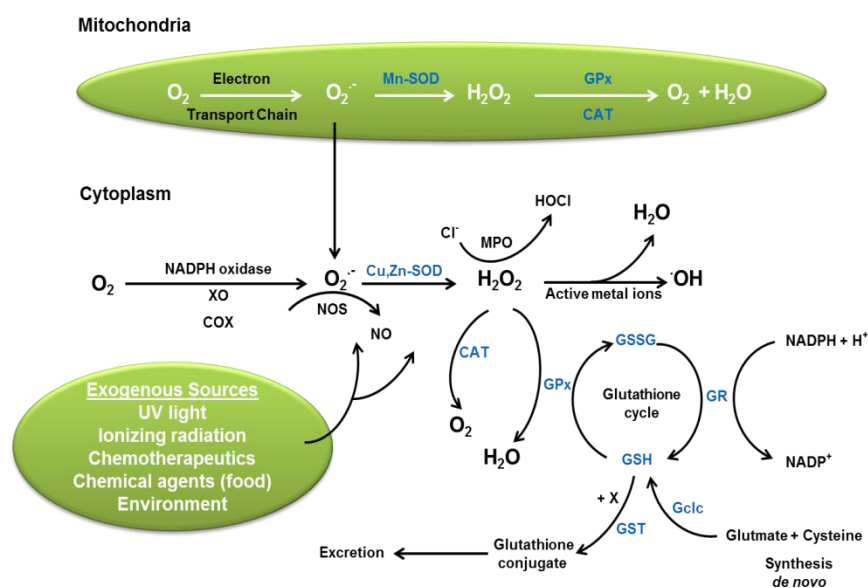 Mitochondria
Electron
Transport Chain
O₂
O₂·⁻
Mn-SOD
H₂O₂
GPx
CAT
O₂ + H₂O
Cytoplasm
O₂
NADPH oxidase
XO
COX
O₂·⁻
NOS
NO
Cu,Zn-SOD
Cl⁻
MPO
HOCl
H₂O₂
H₂O
Active metal ions
·OH
CAT
O₂
GPx
H₂O
GSSG
Glutathione
cycle
GSH
GR
NADPH + H⁺
NADP⁺
Exogenous Sources
UV light
Ionizing radiation
Chemotherapeutics
Chemical agents (food)
Environment
+ X
GST
Gclc
Glutmate + Cysteine
Synthesis
de novo
Glutathione
conjugate
Excretion